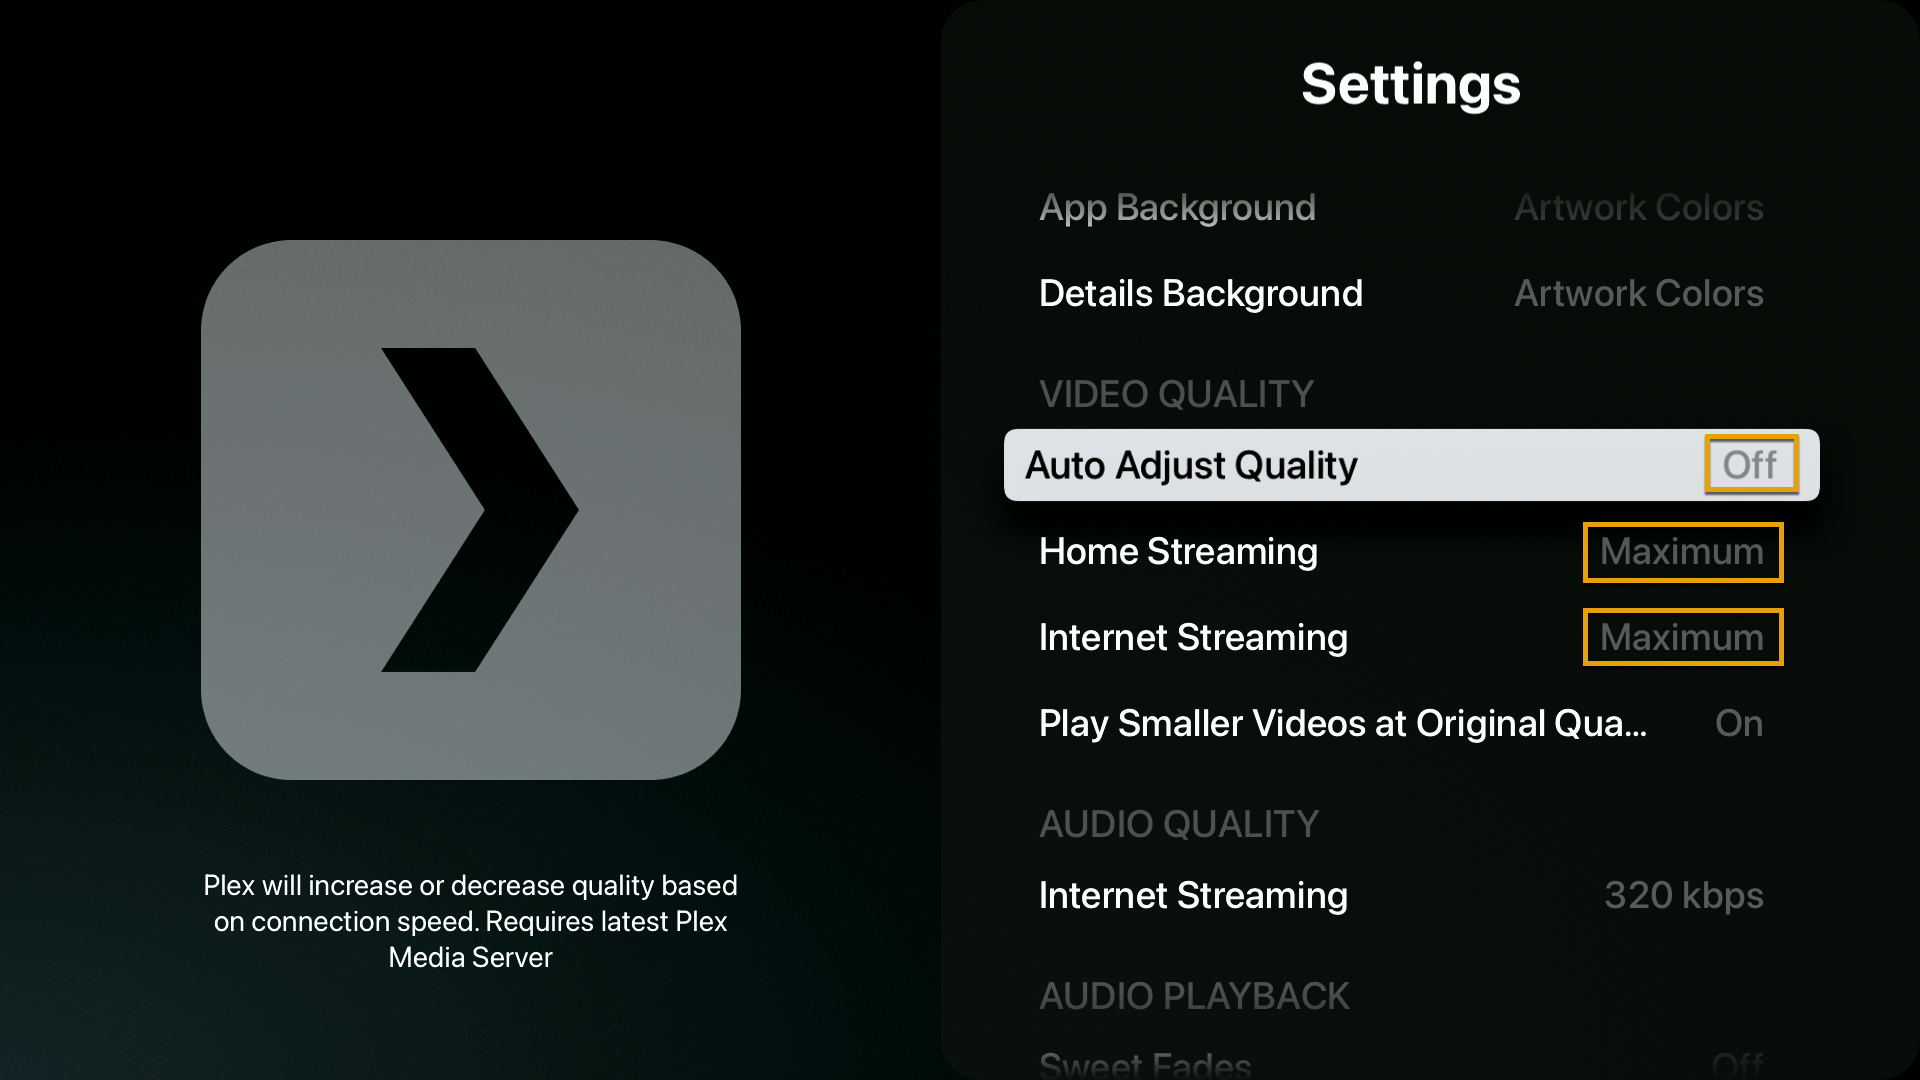 Settings
App Background Artwork Colors
Details Background Artwork Colors
VIDEO QUALITY
Auto Adjust Quality Off
Home Streaming Maximum
Internet Streaming Maximum
Play Smaller Videos at Original Qua... On
AUDIO QUALITY
Internet Streaming 320 kbps
AUDIO PLAYBACK
Sweet Fades Off
Plex will increase or decrease quality based
on connection speed. Requires latest Plex
Media Server